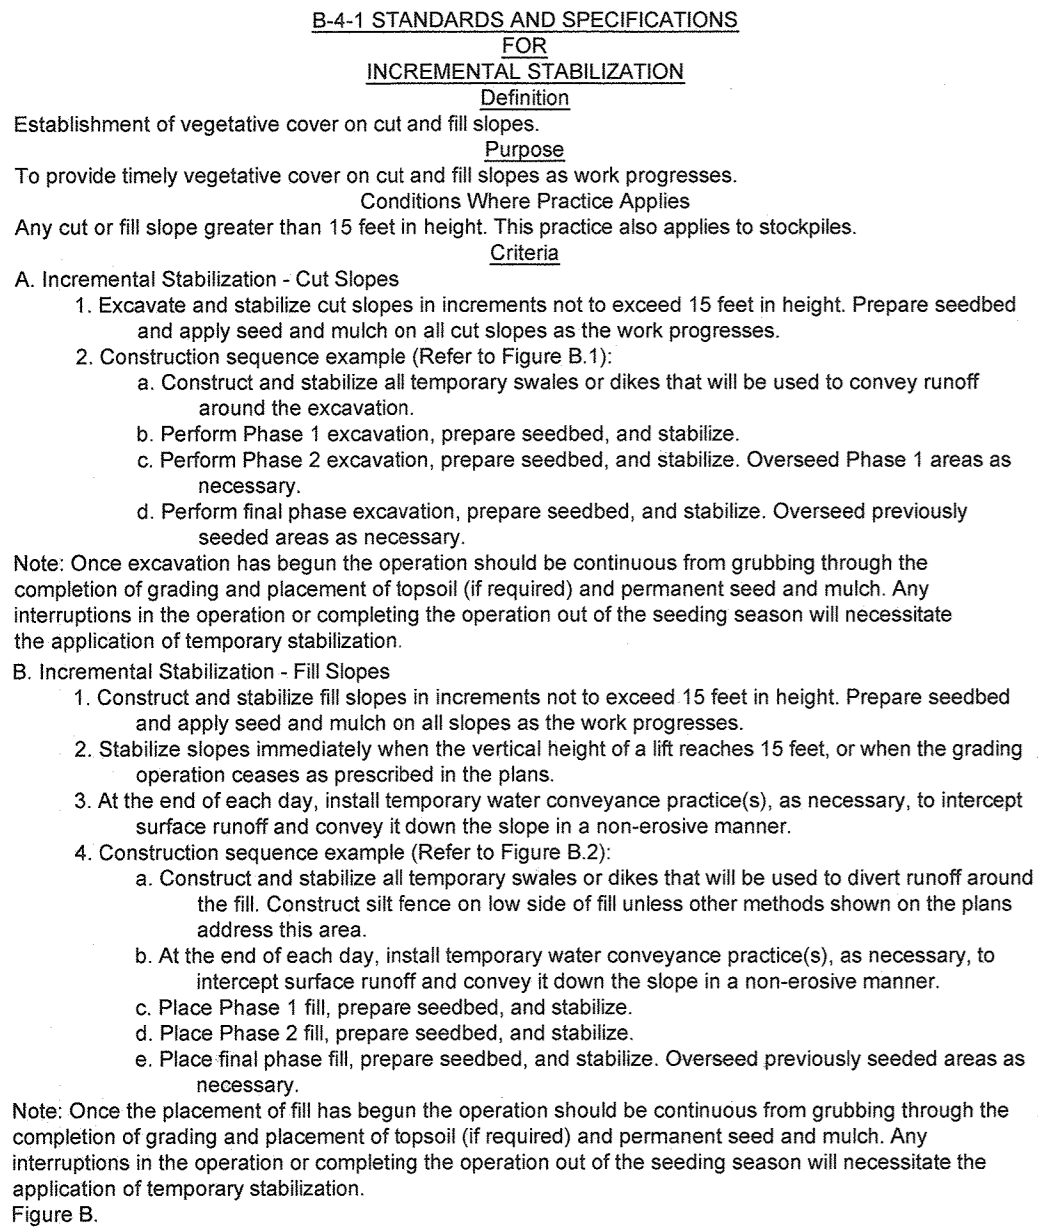 B-4-1 STANDARDS AND SPECIFICATIONS
FOR
INCREMENTAL STABILIZATION
Definition
Establishment of vegetative cover on cut and fill slopes.
Purpose
To provide timely vegetative cover on cut and fill slopes as work progresses.
Conditions Where Practice Applies
Any cut or fill slope greater than 15 feet in height. This practice also applies to stockpiles.
Criteria
A. Incremental Stabilization - Cut Slopes
1. Excavate and stabilize cut slopes in increments not to exceed 15 feet in height. Prepare seedbed
and apply seed and mulch on all cut slopes as the work progresses.
2. Construction sequence example (Refer to Figure B.1):
a. Construct and stabilize all temporary swales or dikes that will be used to convey runoff
around the excavation.
b. Perform Phase 1 excavation, prepare seedbed, and stabilize.
c. Perform Phase 2 excavation, prepare seedbed, and stabilize. Overseed Phase 1 areas as
necessary.
d. Perform final phase excavation, prepare seedbed, and stabilize. Overseed previously
seeded areas as necessary.
Note: Once excavation has begun the operation should be continuous from grubbing through the
completion of grading and placement of topsoil (if required) and permanent seed and mulch. Any
interruptions in the operation or completing the operation out of the seeding season will necessitate
the application of temporary stabilization.
B. Incremental Stabilization - Fill Slopes
1. Construct and stabilize fill slopes in increments not to exceed 15 feet in height. Prepare seedbed
and apply seed and mulch on all slopes as the work progresses.
2. Stabilize slopes immediately when the vertical height of a lift reaches 15 feet, or when the grading
operation ceases as prescribed in the plans.
3. At the end of each day, install temporary water conveyance practice(s), as necessary, to intercept
surface runoff and convey it down the slope in a non-erosive manner.
4. Construction sequence example (Refer to Figure B.2):
a. Construct and stabilize all temporary swales or dikes that will be used to divert runoff around
the fill. Construct silt fence on low side of fill unless other methods shown on the plans
address this area.
b. At the end of each day, install temporary water conveyance practice(s), as necessary, to
intercept surface runoff and convey it down the slope in a non-erosive manner.
c. Place Phase 1 fill, prepare seedbed, and stabilize.
d. Place Phase 2 fill, prepare seedbed, and stabilize.
e. Place final phase fill, prepare seedbed, and stabilize. Overseed previously seeded areas as
necessary.
Note: Once the placement of fill has begun the operation should be continuous from grubbing through the
completion of grading and placement of topsoil (if required) and permanent seed and mulch. Any
interruptions in the operation or completing the operation out of the seeding season will necessitate the
application of temporary stabilization.
Figure B.